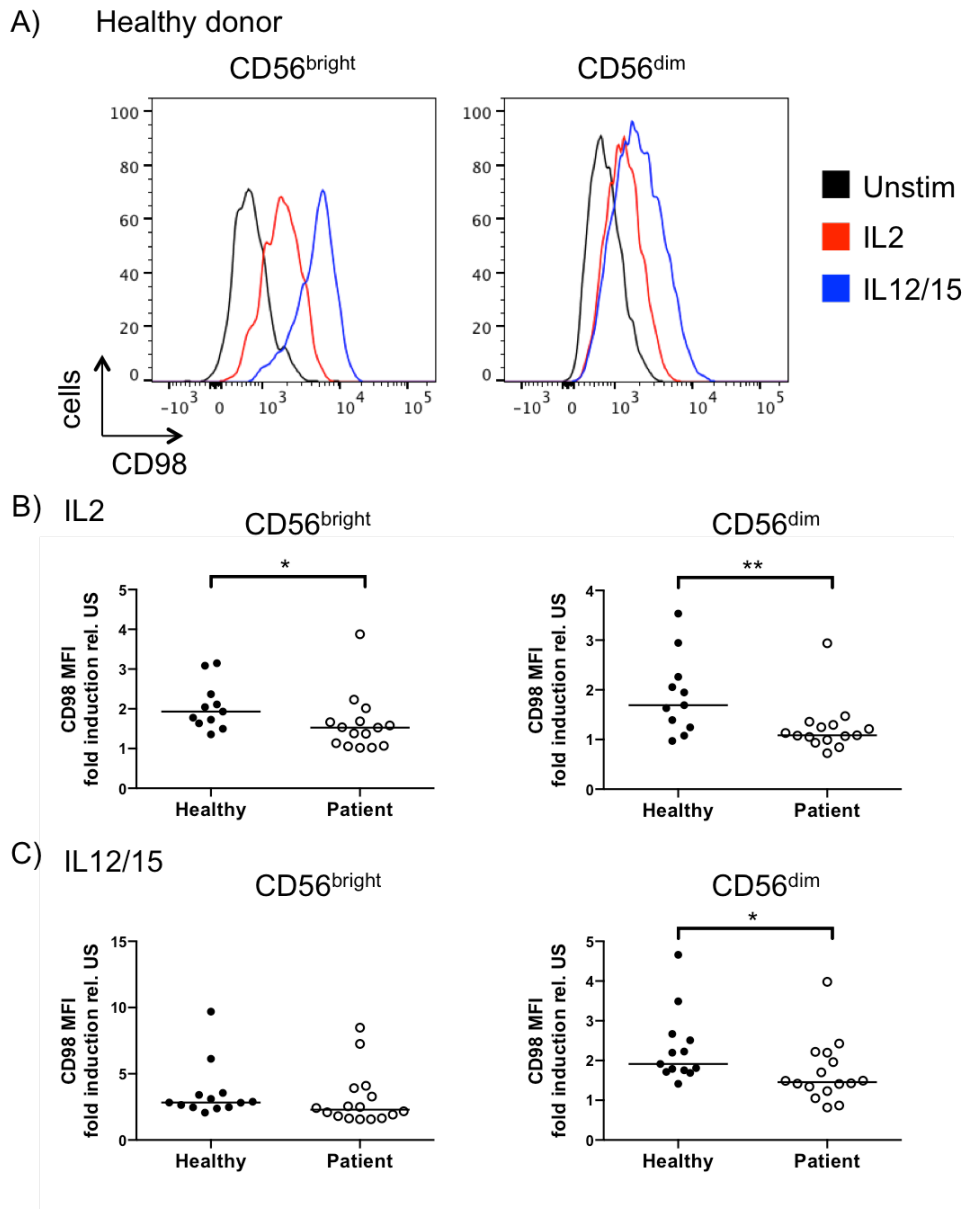 A) Healthy donor
CD56bright CD56dim
100 100
80 80
60 60
40 40
20 20
0 0
-10³ 0 10³ 10⁴ 10⁵ -10³ 0 10³ 10⁴ 10⁵
Unstim
IL2
IL12/15
cells
CD98
B) IL2
CD56bright CD56dim
* **
CD98 MFI
fold induction rel. US
5
4
3
2
1
0
Healthy Patient
CD98 MFI
fold induction rel. US
4
3
2
1
0
Healthy Patient
C) IL12/15
CD56bright CD56dim
*
CD98 MFI
fold induction rel. US
15
10
5
0
Healthy Patient
CD98 MFI
fold induction rel. US
5
4
3
2
1
0
Healthy Patient